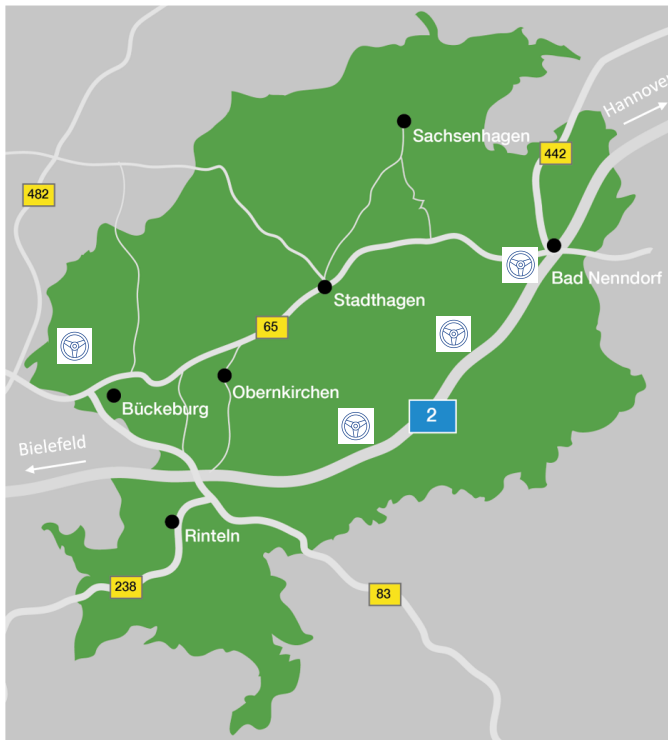 Hannover
Sachsenhagen
442
482
Bad Nenndorf
Stadthagen
65
Obernkirchen
Bückeburg
2
Bielefeld
Rinteln
238
83